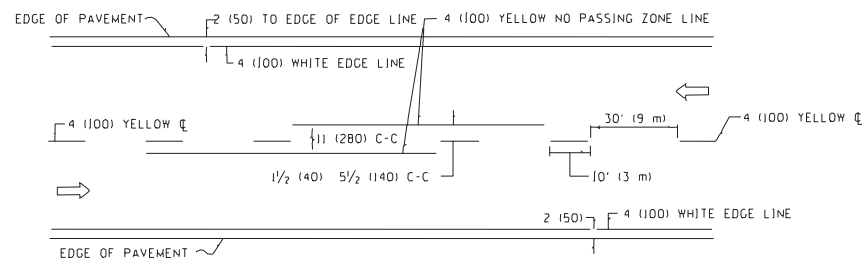 EDGE OF PAVEMENT
2 (50) TO EDGE OF EDGE LINE
4 (100) YELLOW NO PASSING ZONE LINE
4 (100) WHITE EDGE LINE
30' (9 m)
4 (100) YELLOW ℄
4 (100) YELLOW ℄
11 (280) C-C
1½ (40) 5½ (140) C-C
10' (3 m)
2 (50)
4 (100) WHITE EDGE LINE
EDGE OF PAVEMENT